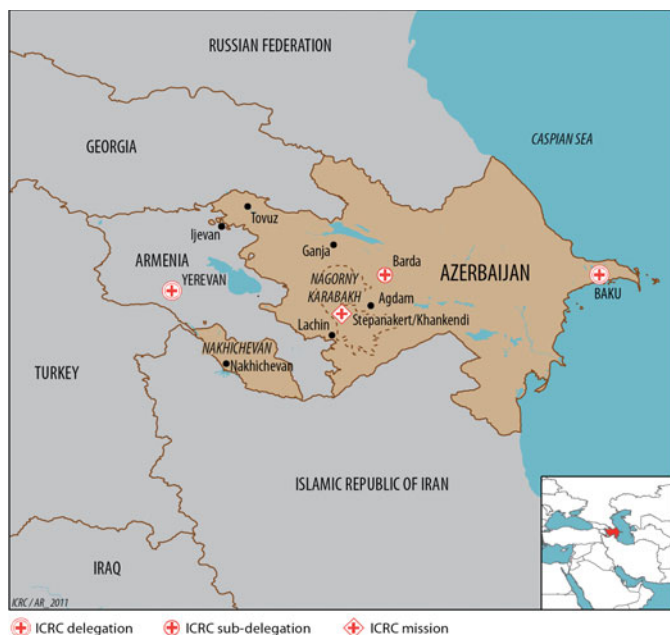 RUSSIAN FEDERATION
GEORGIA
CASPIAN SEA
Tovuz
Ijevan
ARMENIA
Ganja
Barda
YEREVAN
NAGORNY
KARABAKH
AZERBAIJAN
BAKU
Agdam
Stepanakert/Khankendi
Lachin
NAKHICHEVAN
Nakhichevan
TURKEY
ISLAMIC REPUBLIC OF IRAN
IRAQ
ICRC / AR_2011
ICRC delegation
ICRC sub-delegation
ICRC mission